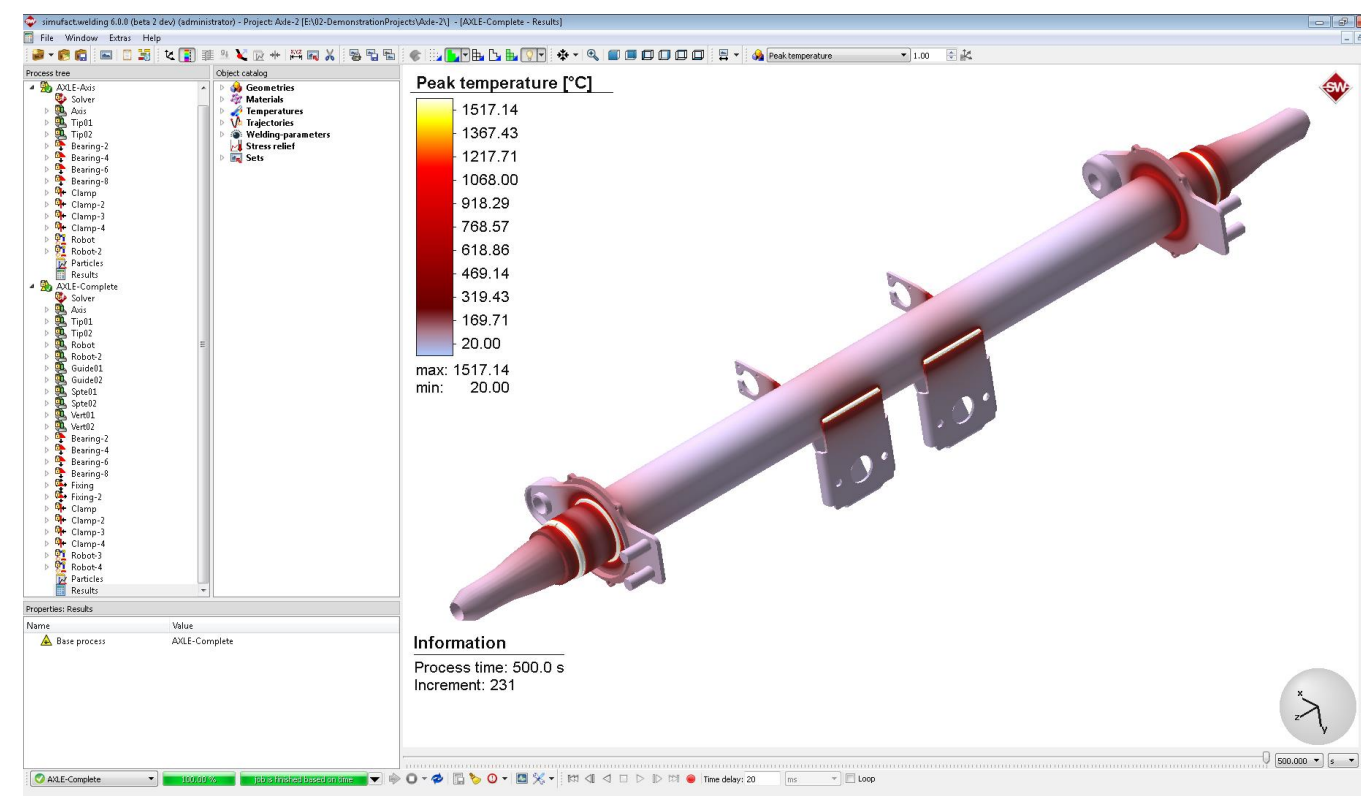 simufact.welding 6.0.0 (beta 2 dev) (administrator) - Project: Axle-2 [E:\02-DemonstrationProjects\Axle-2\] - [AXLE-Complete - Results]
File Window Extras Help
Peak temperature 1.00
Process tree
AXLE-Axis
Solver
Axis
Tip01
Tip02
Bearing-2
Bearing-4
Bearing-6
Bearing-8
Clamp
Clamp-2
Clamp-3
Clamp-4
Robot
Robot-2
Particles
Results
AXLE-Complete
Solver
Axis
Tip01
Tip02
Robot
Robot-2
Guide01
Guide02
Spte01
Spte02
Vert01
Vert02
Bearing-2
Bearing-4
Bearing-6
Bearing-8
Fixing
Fixing-2
Clamp
Clamp-2
Clamp-3
Clamp-4
Robot-3
Robot-4
Particles
Results
Object catalog
Geometries
Materials
Temperatures
Trajectories
Welding-parameters
Stress relief
Sets
Peak temperature [°C]
1517.14
1367.43
1217.71
1068.00
918.29
768.57
618.86
469.14
319.43
169.71
20.00
max: 1517.14
min: 20.00
SW
Properties: Results
Name Value
Base process AXLE-Complete
Information
Process time: 500.0 s
Increment: 231
x
z
y
500.000 s
AXLE-Complete 100.00 % job is finished based on time Time delay: 20 ms Loop